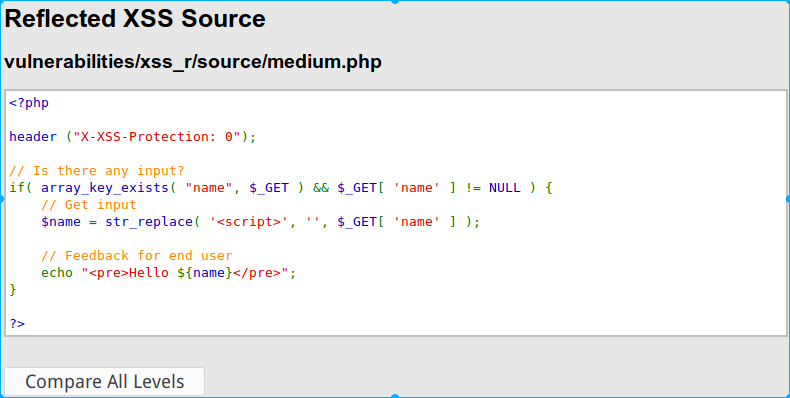 Reflected XSS Source
vulnerabilities/xss_r/source/medium.php
<?php
header ("X-XSS-Protection: 0");
// Is there any input?
if( array_key_exists( "name", $_GET ) && $_GET[ 'name' ] != NULL ) {
    // Get input
    $name = str_replace( '<script>', '', $_GET[ 'name' ] );
    // Feedback for end user
    echo "<pre>Hello ${name}</pre>";
}
?>
Compare All Levels